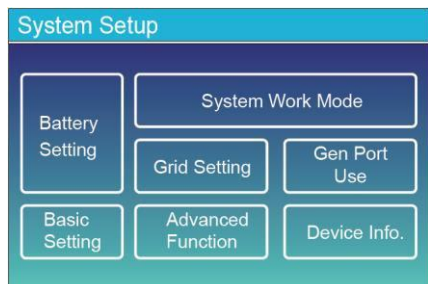 System Setup
Battery
Setting
System Work Mode
Grid Setting
Gen Port
Use
Basic
Setting
Advanced
Function
Device Info.